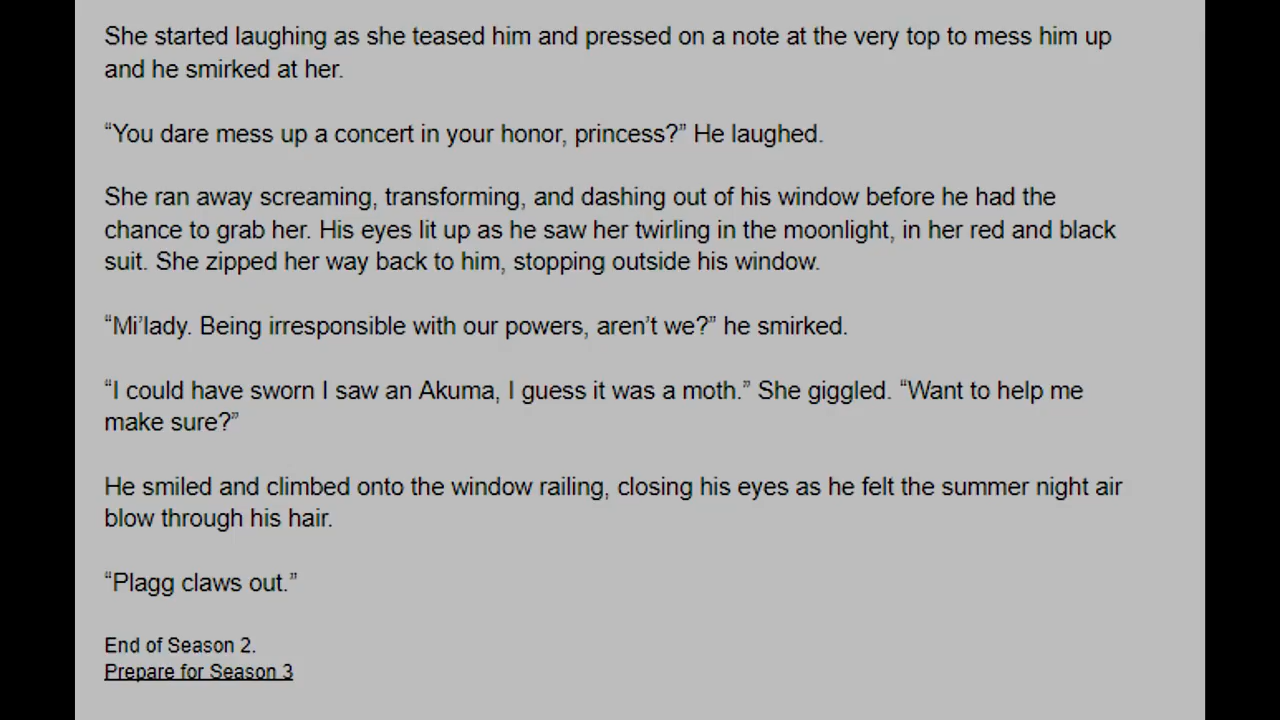 She started laughing as she teased him and pressed on a note at the very top to mess him up
and he smirked at her.
“You dare mess up a concert in your honor, princess?” He laughed.
She ran away screaming, transforming, and dashing out of his window before he had the
chance to grab her. His eyes lit up as he saw her twirling in the moonlight, in her red and black
suit. She zipped her way back to him, stopping outside his window.
“Mi’lady. Being irresponsible with our powers, aren’t we?” he smirked.
“I could have sworn I saw an Akuma, I guess it was a moth.” She giggled. “Want to help me
make sure?”
He smiled and climbed onto the window railing, closing his eyes as he felt the summer night air
blow through his hair.
“Plagg claws out.”
End of Season 2.
Prepare for Season 3